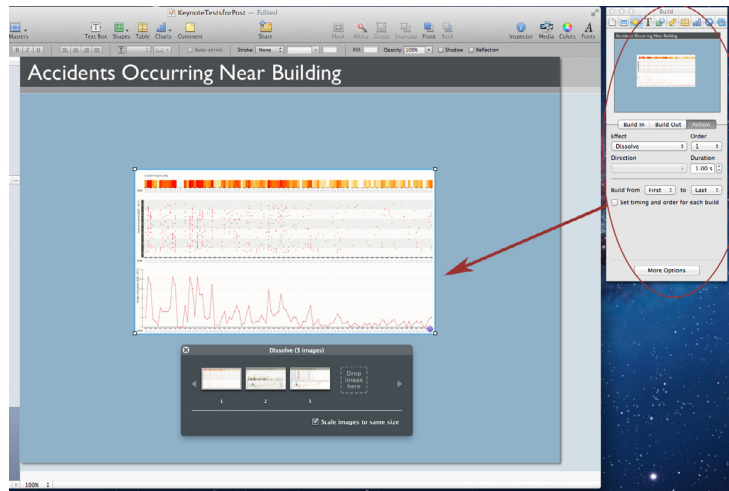 KeynoteTestsforPost — Edited
Masters Text Box Shapes Table Charts Comment Share Mask Alpha Group Ungroup Front Back Inspector Media Colors Fonts
B I U Auto-shrink Stroke: None Fill: Opacity: 100% Shadow Reflection
Accidents Occurring Near Building
Dissolve (3 images)
Drop
image
here
1 2 3
Scale images to same size
100%
Build
Accidents Occurring Near Building
Build In Build Out Action
Effect Order
Dissolve 1
Direction Duration
1.00 s
Build from First to Last
Set timing and order for each build
More Options